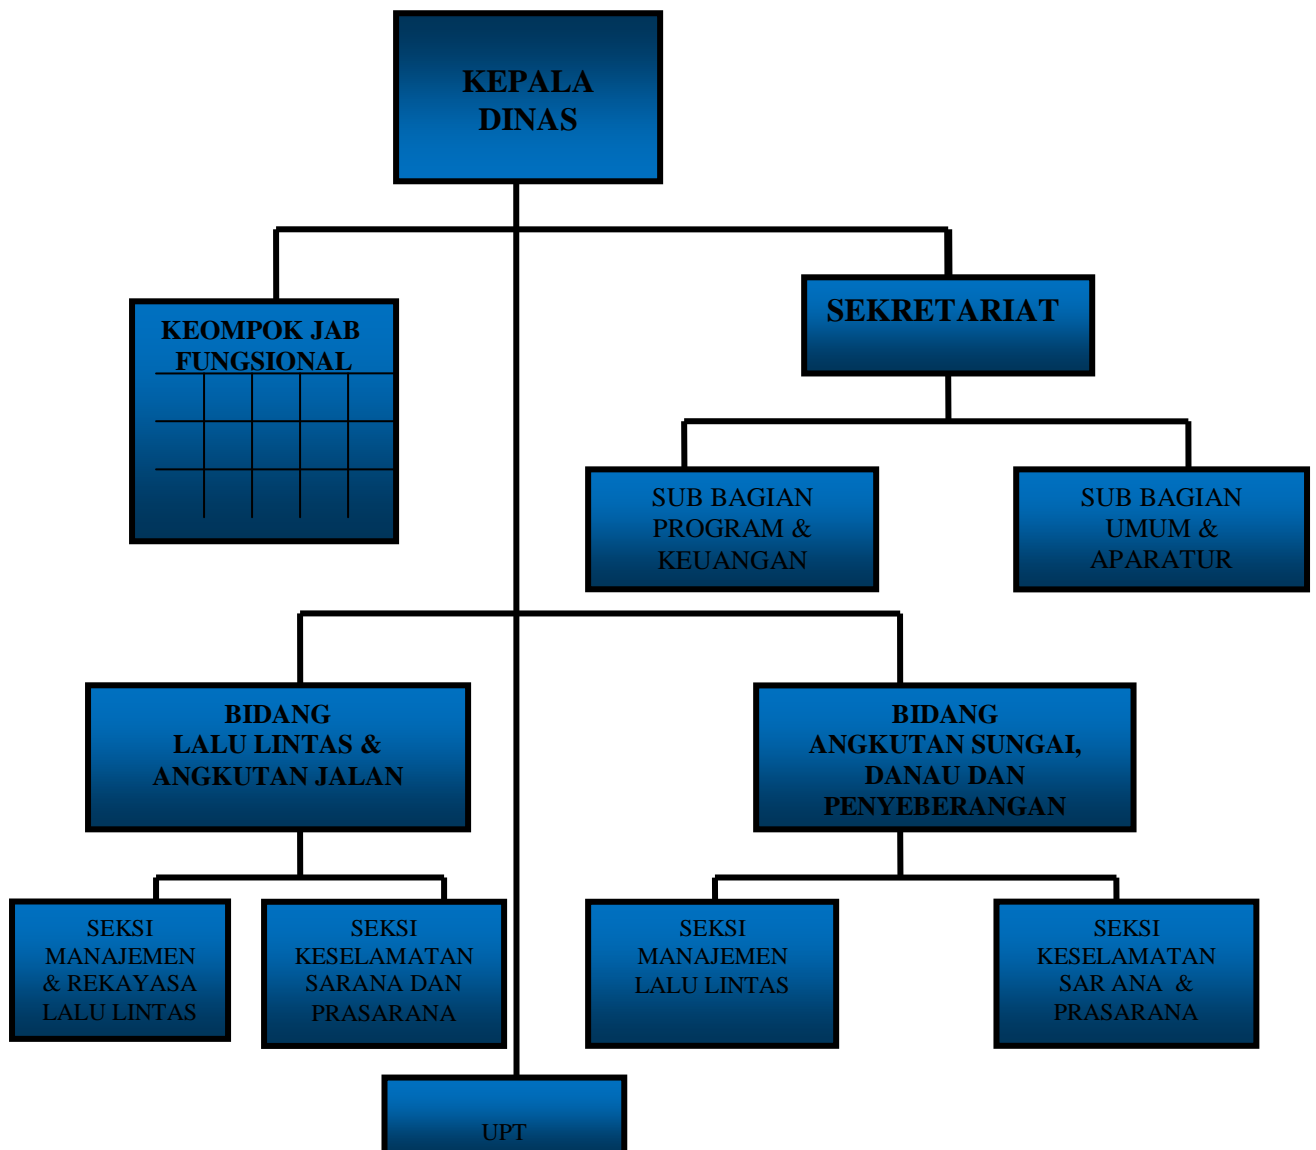 KEPALA
DINAS
KEOMPOK JAB
FUNGSIONAL
SEKRETARIAT
SUB BAGIAN
PROGRAM &
KEUANGAN
SUB BAGIAN
UMUM &
APARATUR
BIDANG
LALU LINTAS &
ANGKUTAN JALAN
BIDANG
ANGKUTAN SUNGAI,
DANAU DAN
PENYEBERANGAN
SEKSI
MANAJEMEN
& REKAYASA
LALU LINTAS
SEKSI
KESELAMATAN
SARANA DAN
PRASARANA
SEKSI
MANAJEMEN
LALU LINTAS
SEKSI
KESELAMATAN
SAR ANA &
PRASARANA
UPT